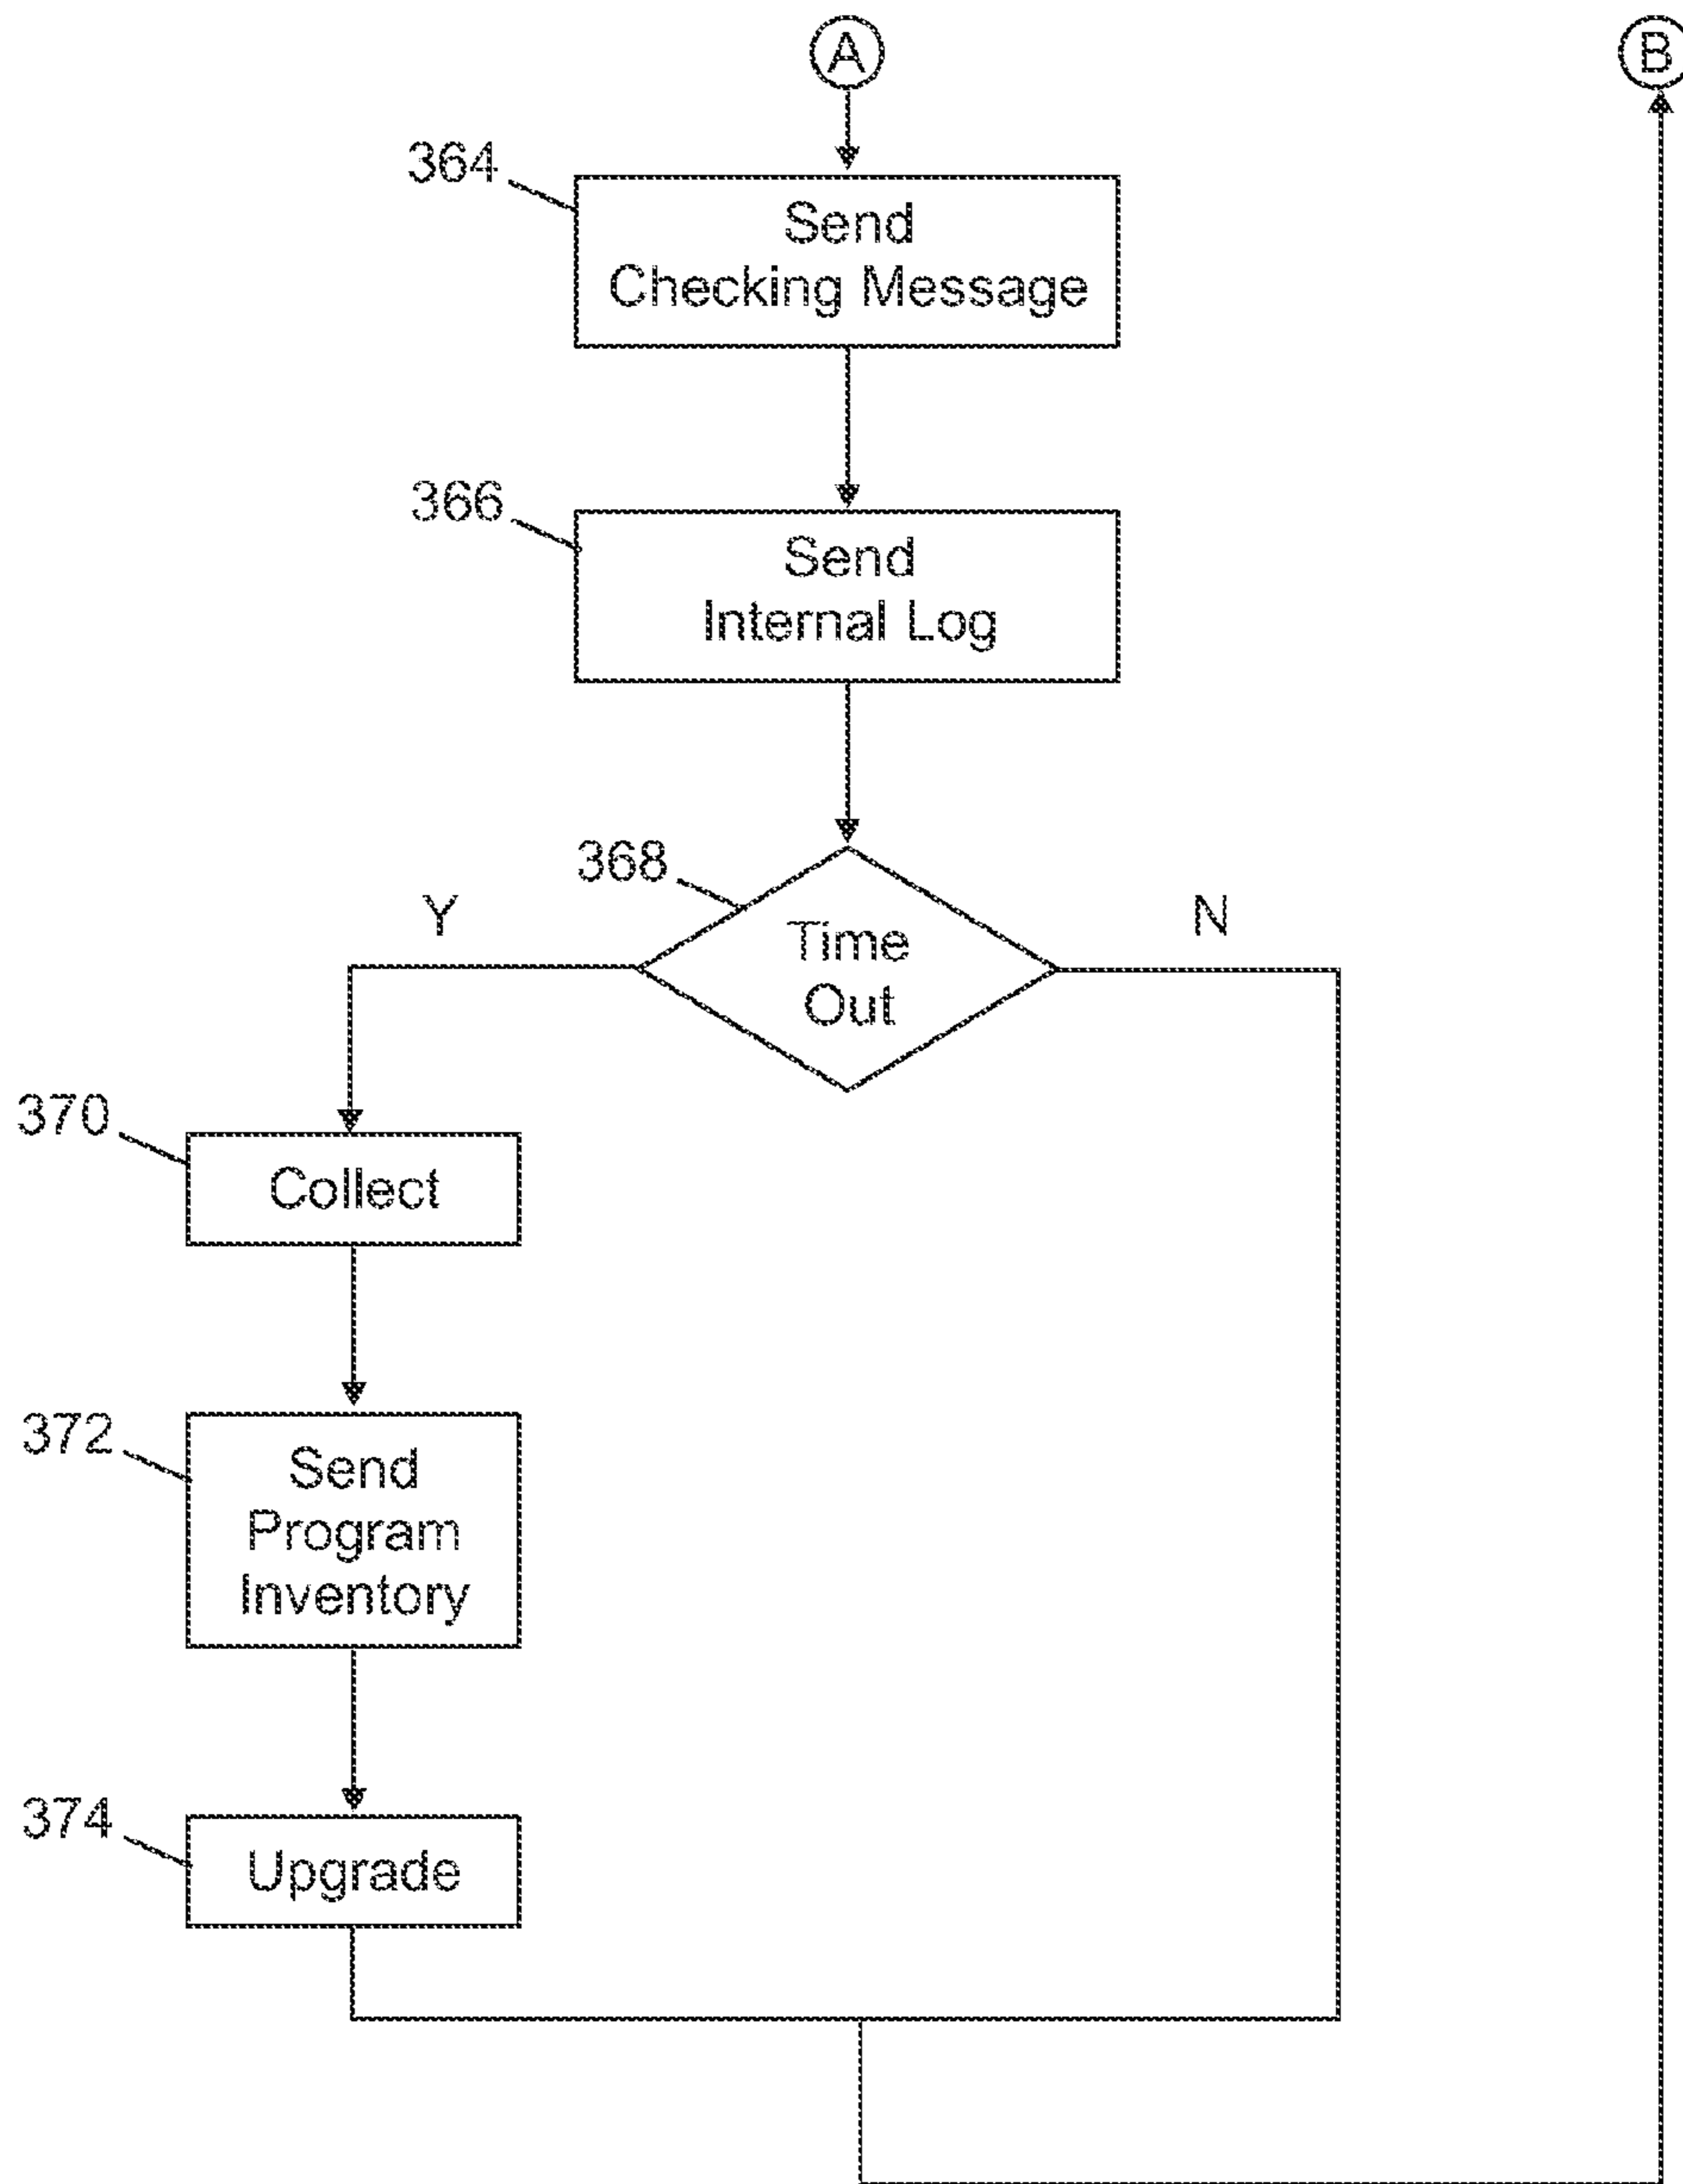 A
B
364
Send
Checking Message
366
Send
Internal Log
368
Y
N
Time
Out
370
Collect
372
Send
Program
Inventory
374
Upgrade